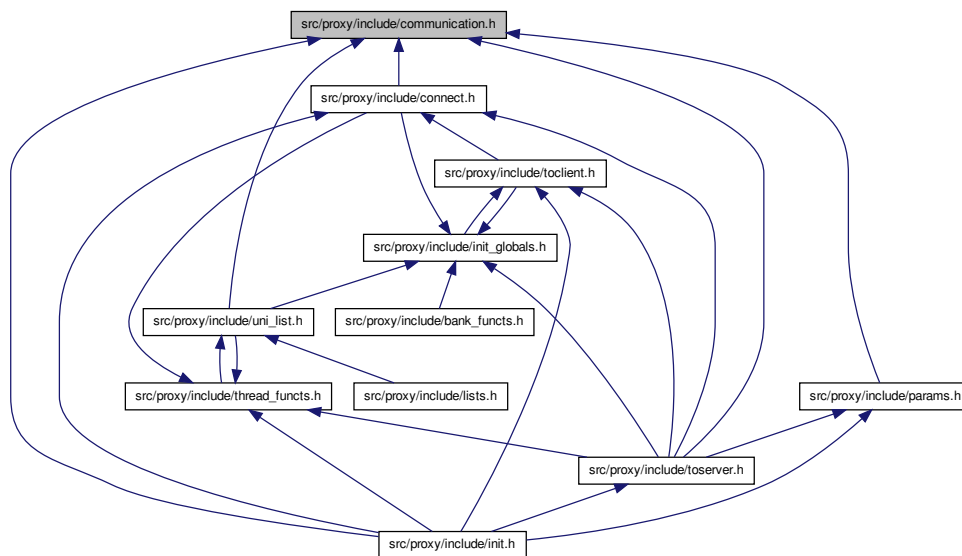 src/proxy/include/communication.h
src/proxy/include/connect.h
src/proxy/include/toclient.h
src/proxy/include/init_globals.h
src/proxy/include/uni_list.h
src/proxy/include/bank_functs.h
src/proxy/include/thread_functs.h
src/proxy/include/lists.h
src/proxy/include/params.h
src/proxy/include/toserver.h
src/proxy/include/init.h